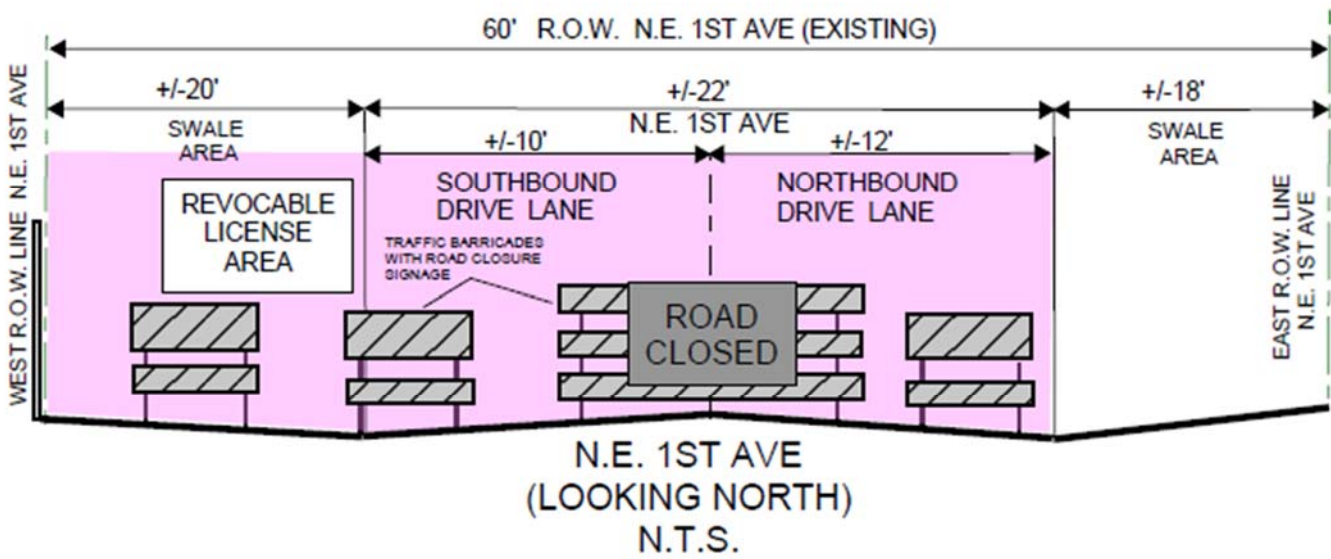 60' R.O.W. N.E. 1ST AVE (EXISTING)
WEST R.O.W. LINE N.E. 1ST AVE
+/-20'
SWALE
AREA
+/-22'
N.E. 1ST AVE
+/-18'
SWALE
AREA
+/-10'
+/-12'
SOUTHBOUND
DRIVE LANE
NORTHBOUND
DRIVE LANE
REVOCABLE
LICENSE
AREA
TRAFFIC BARRICADES
WITH ROAD CLOSURE
SIGNAGE
ROAD
CLOSED
EAST R.O.W. LINE
N.E. 1ST AVE
N.E. 1ST AVE
(LOOKING NORTH)
N.T.S.